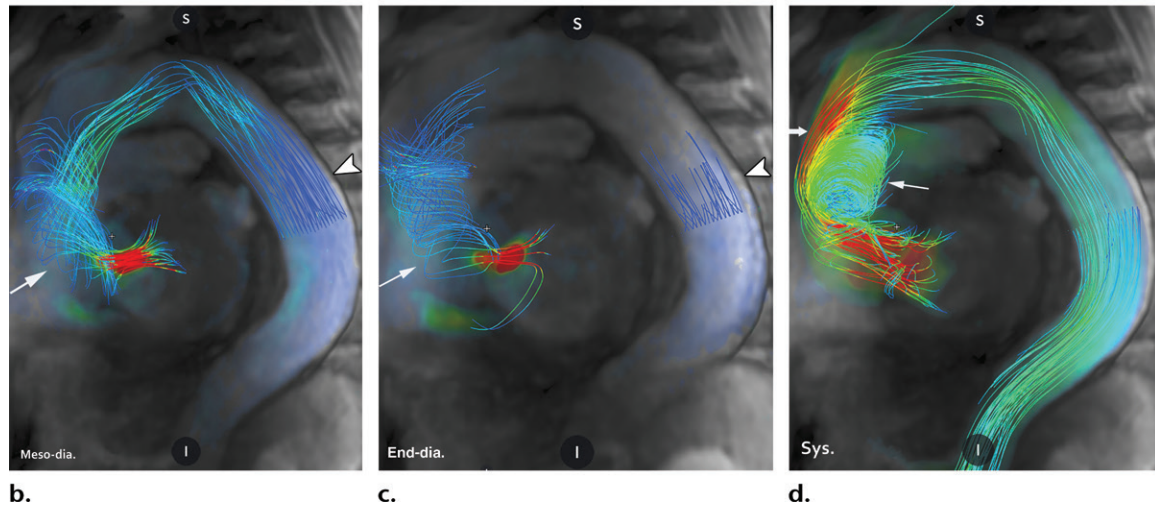 S
S
S
Meso-dia.
I
End-dia.
I
Sys.
I
b.
c.
d.